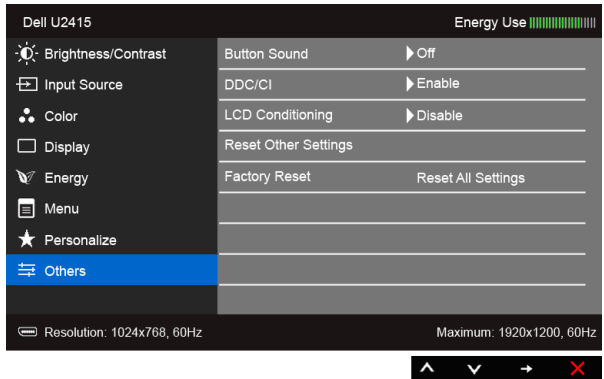 Dell U2415 Energy Use
Brightness/Contrast Button Sound Off
Input Source DDC/CI Enable
Color LCD Conditioning Disable
Display Reset Other Settings
Energy Factory Reset Reset All Settings
Menu
Personalize
Others
Resolution: 1024x768, 60Hz Maximum: 1920x1200, 60Hz